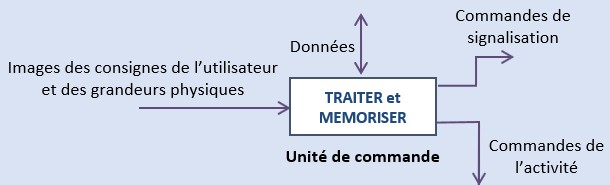 Commandes de
signalisation
Données
Images des consignes de l’utilisateur
et des grandeurs physiques
TRAITER et
MEMORISER
Unité de commande
Commandes de
l’activité